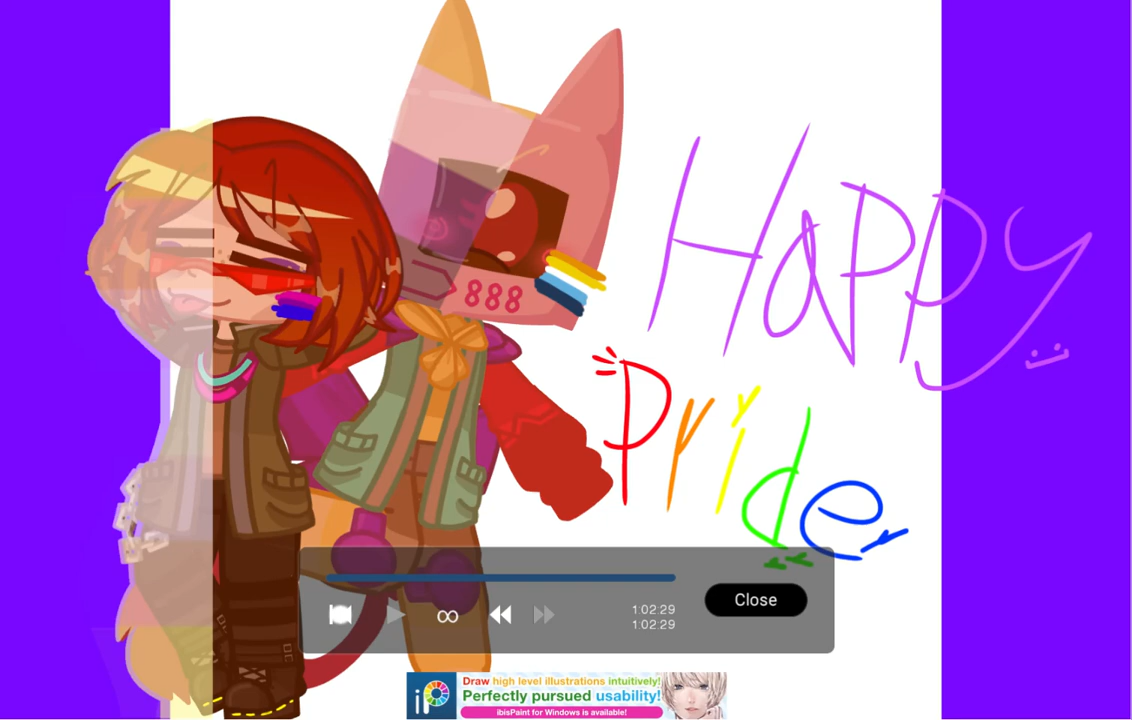 Happy
Pride
888
1:02:29
1:02:29
Close
Draw high level illustrations intuitively!
Perfectly pursued usability!
ibisPaint for Windows is available!